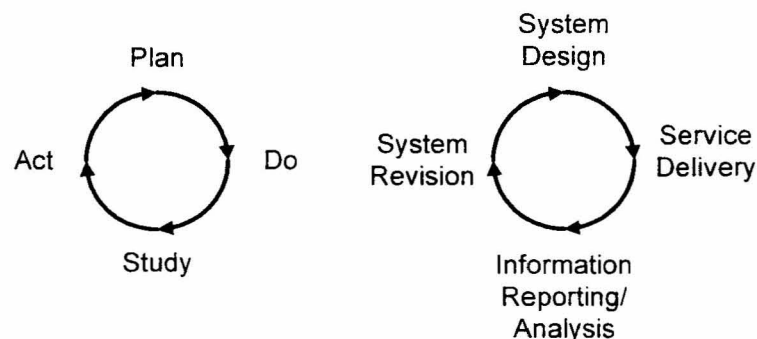 Plan
Act
Do
Study
System
Design
System
Revision
Service
Delivery
Information
Reporting/
Analysis